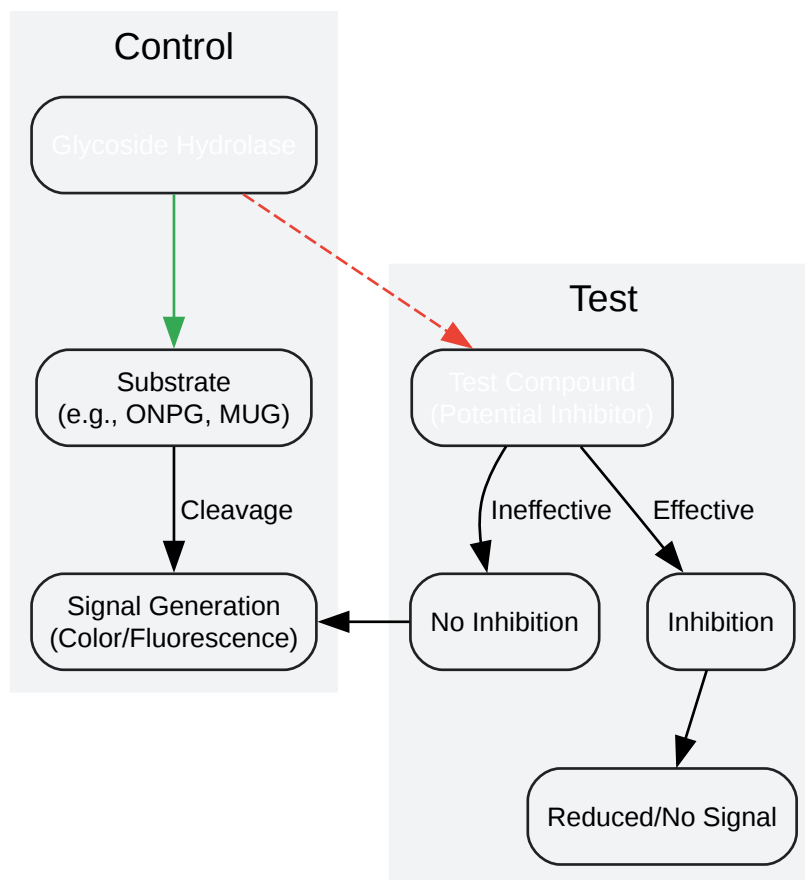 Control
Glycoside Hydrolase
Test
Substrate
(e.g., ONPG, MUG)
Test Compound
(Potential Inhibitor)
Cleavage
Ineffective
Effective
Signal Generation
(Color/Fluorescence)
No Inhibition
Inhibition
Reduced/No Signal